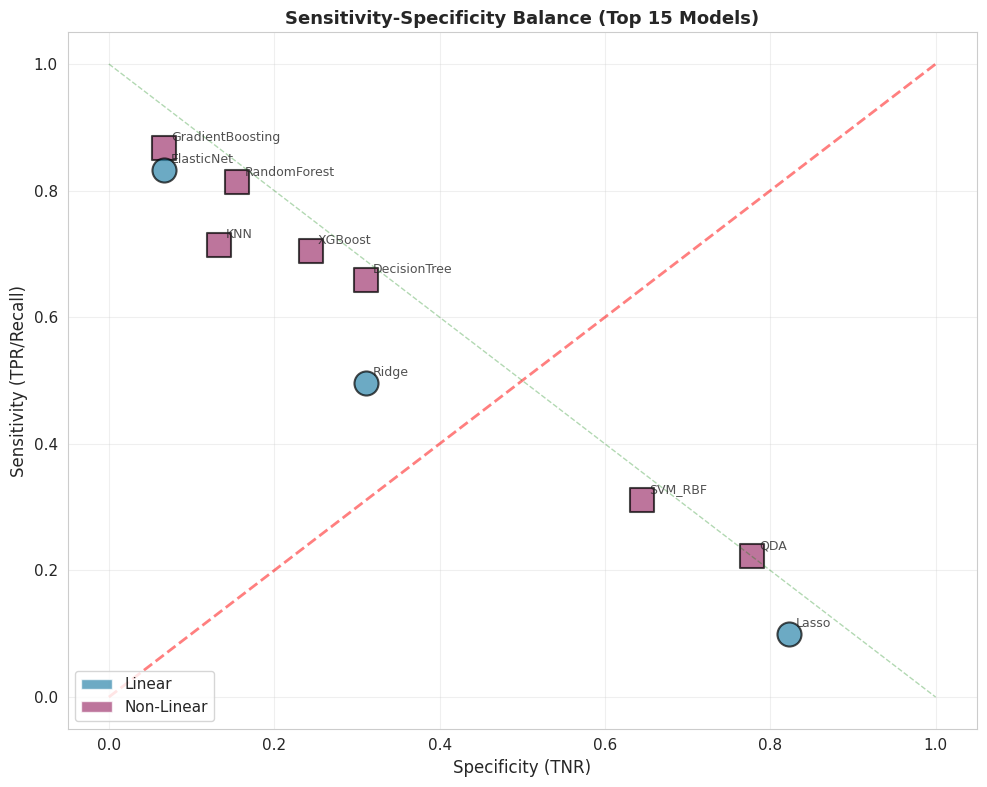 Sensitivity-Specificity Balance (Top 15 Models)
Sensitivity (TPR/Recall)
1.0
0.8
0.6
0.4
0.2
0.0
GradientBoosting
ElasticNet
RandomForest
KNN
XGBoost
DecisionTree
Ridge
SVM_RBF
QDA
Lasso
Linear
Non-Linear
0.0 0.2 0.4 0.6 0.8 1.0
Specificity (TNR)